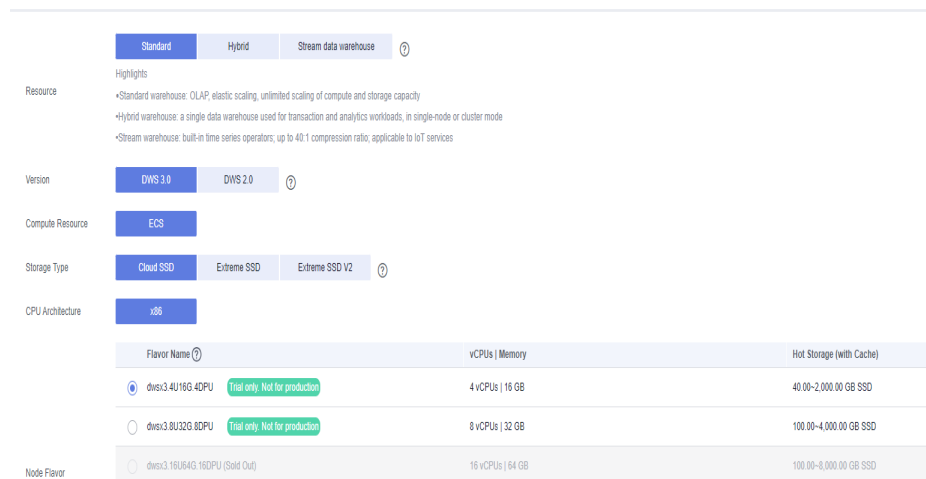 Standard Hybrid Stream data warehouse ?
Highlights
Resource
•Standard warehouse: OLAP, elastic scaling, unlimited scaling of compute and storage capacity
•Hybrid warehouse: a single data warehouse used for transaction and analytics workloads, in single-node or cluster mode
•Stream warehouse: built-in time series operators; up to 40:1 compression ratio; applicable to IoT services
Version DWS 3.0 DWS 2.0 ?
Compute Resource ECS
Storage Type Cloud SSD Extreme SSD Extreme SSD V2 ?
CPU Architecture x86
Flavor Name ? vCPUs | Memory Hot Storage (with Cache)
dwsx3.4U16G.4DPU Trial only, Not for production 4 vCPUs | 16 GB 40.00~2,000.00 GB SSD
dwsx3.8U32G.8DPU Trial only, Not for production 8 vCPUs | 32 GB 100.00~4,000.00 GB SSD
dwsx3.16U64G.16DPU (Sold Out) 16 vCPUs | 64 GB 100.00~8,000.00 GB SSD
Node Flavor